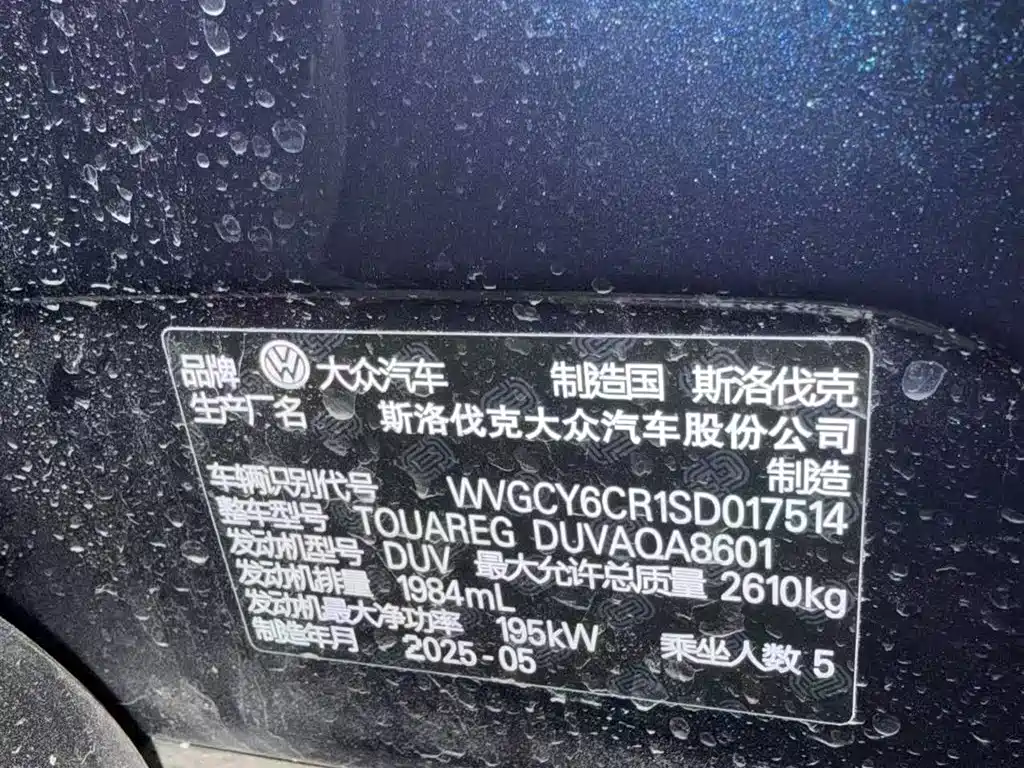 品牌 大众汽车 制造国 斯洛伐克
生产厂名 斯洛伐克大众汽车股份公司
制造
车辆识别代号 WVGCY6CR1SD017514
整车型号 TOUAREG DUVAQA8601
发动机型号 DUV 最大允许总质量 2610kg
发动机排量 1984mL
发动机最大净功率 195kW 乘坐人数 5
制造年月 2025-05